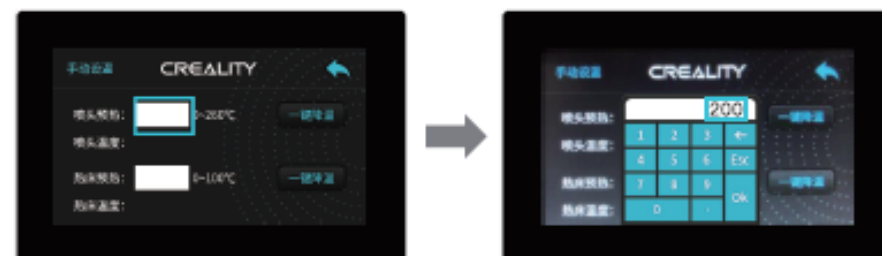 手动设温 CREALITY
喷头预热: 0~260℃ 一键降温
喷头温度:
热床预热: 0~100℃ 一键降温
热床温度:
手动设温 CREALITY
200
喷头预热: 一键降温
喷头温度:
热床预热: 一键降温
热床温度:
1 2 3 ←
4 5 6 Esc
7 8 9
0 . Ok